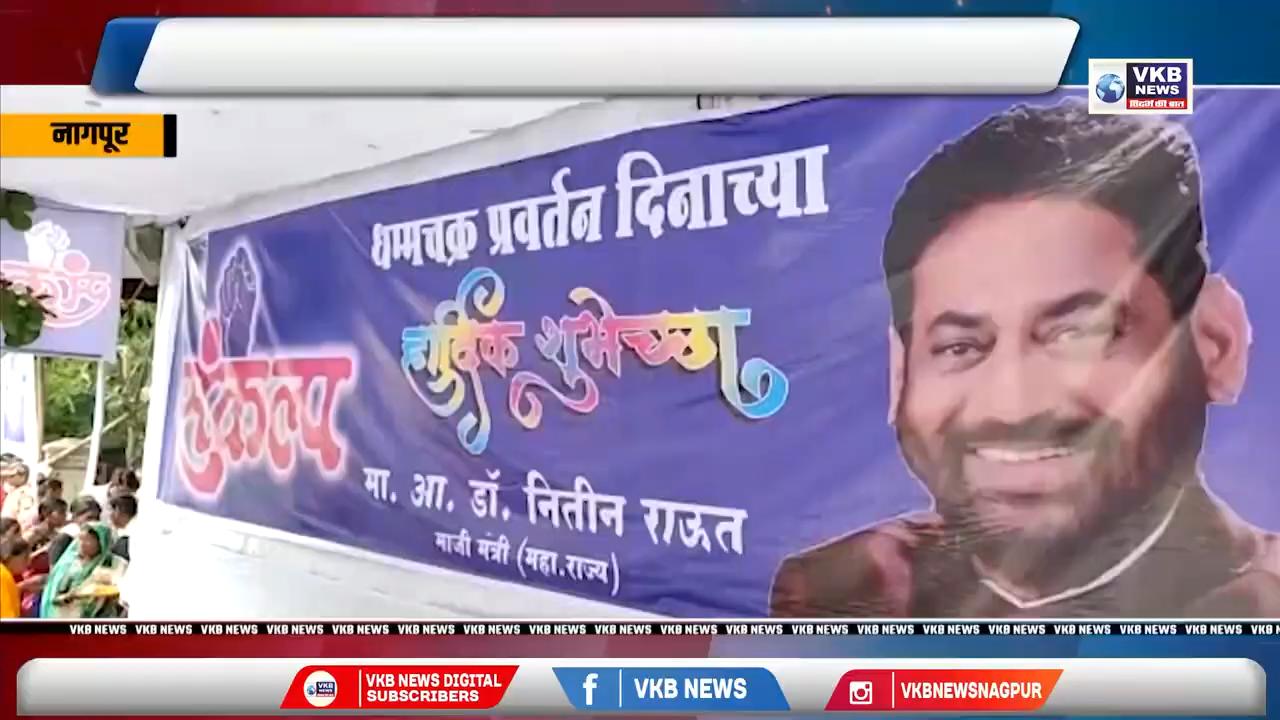 VKB
NEWS
विदर्भ की बात
नागपूर
धम्मचक्र प्रवर्तन दिनाच्या
हार्दिक शुभेच्छा
संकल्प
मा. आ. डॉ. नितीन राऊत
माजी मंत्री (महा.राज्य)
VKB NEWS VKB NEWS VKB NEWS VKB NEWS VKB NEWS VKB NEWS VKB NEWS VKB NEWS VKB NEWS VKB NEWS VKB NEWS VKB NEWS VKB NEWS VKB NEWS VKB NEWS VKB NEWS VKB NEWS VKB NEWS
VKB NEWS DIGITAL
SUBSCRIBERS
VKB NEWS
VKBNEWSNAGPUR